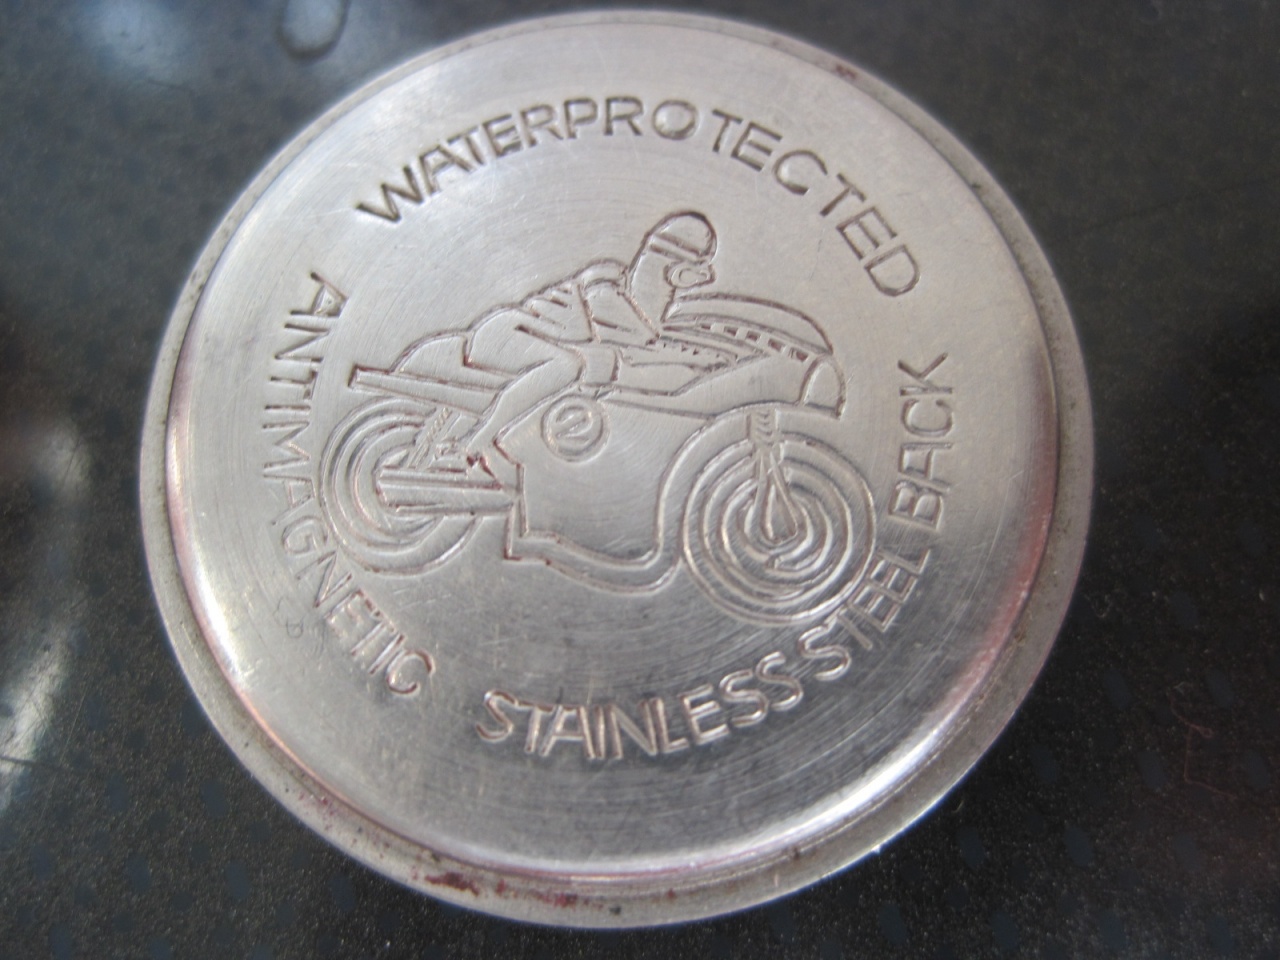 WATERPROTECTED
ANTIMAGNETIC
STAINLESS-STEEL BACK
2